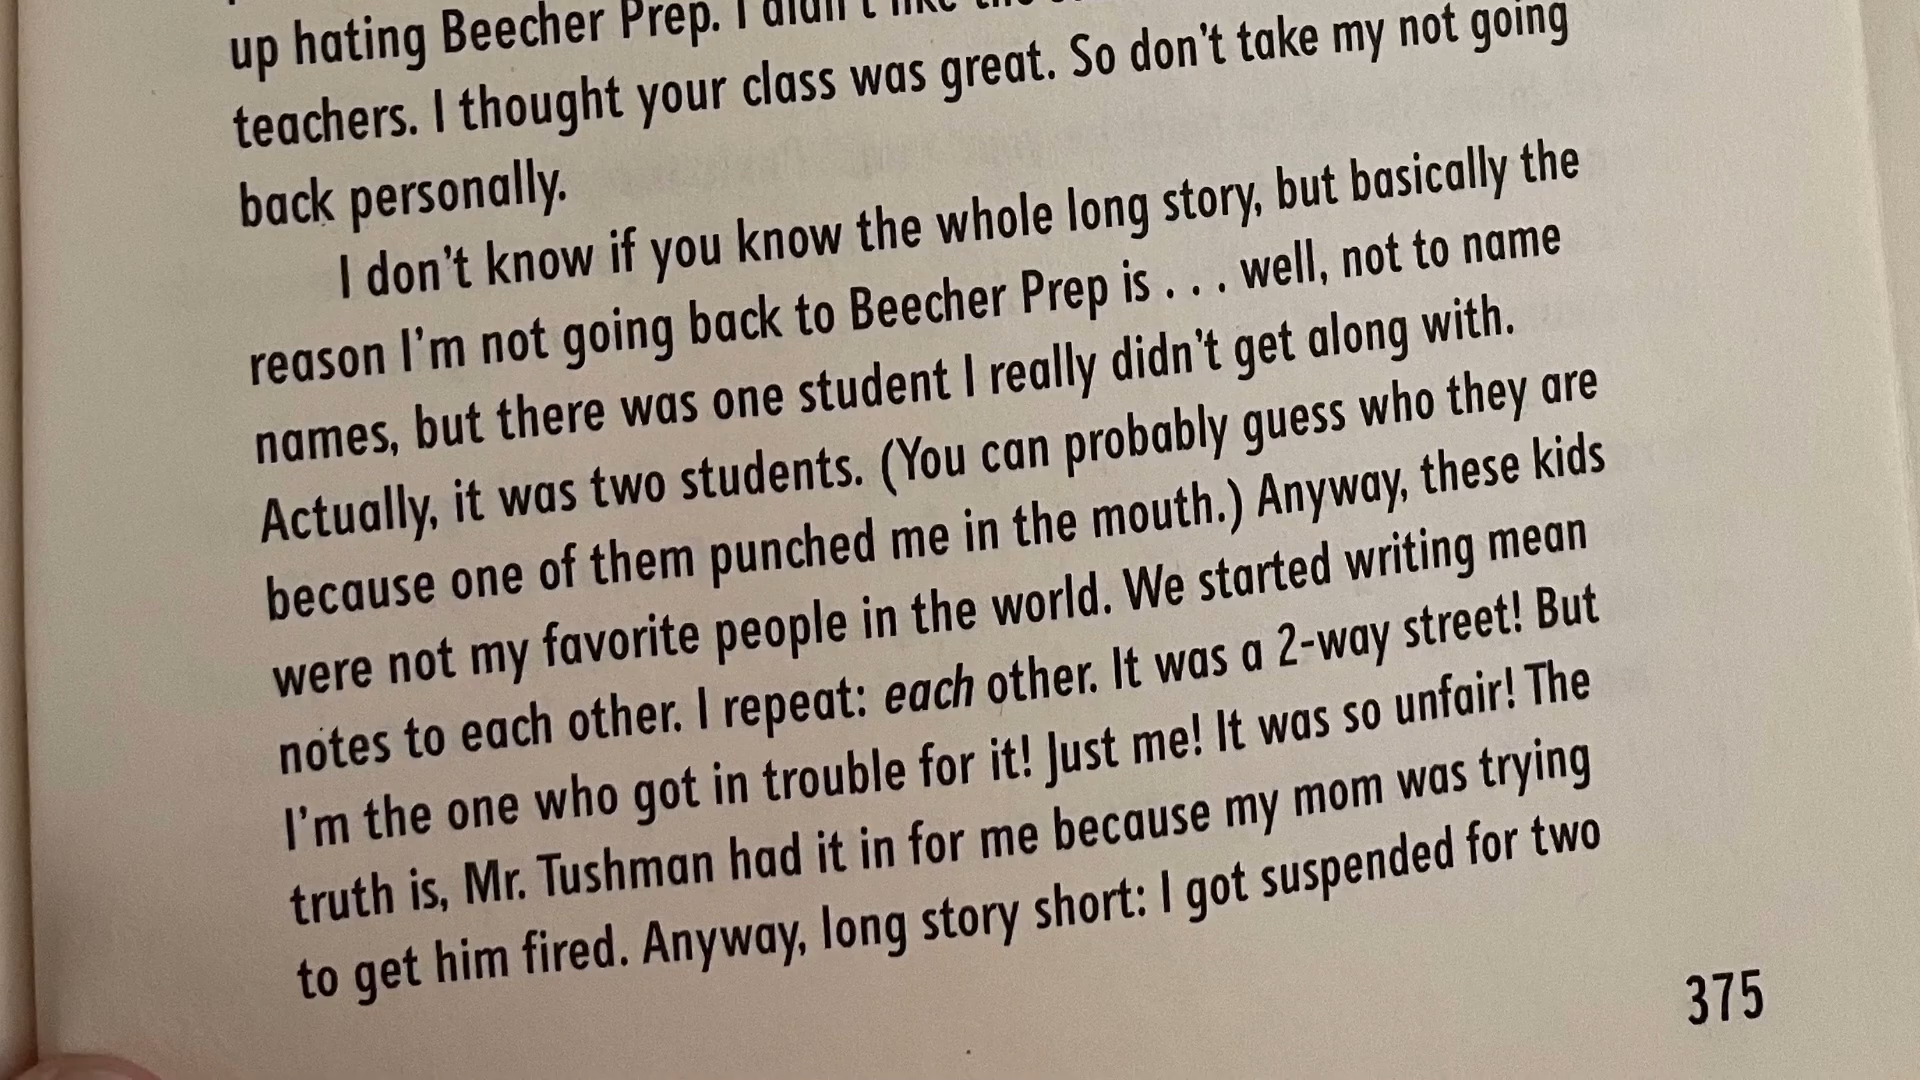 up hating Beecher Prep. I didn't like the
teachers. I thought your class was great. So don't take my not going
back personally.
I don't know if you know the whole long story, but basically the
reason I'm not going back to Beecher Prep is . . . well, not to name
names, but there was one student I really didn't get along with.
Actually, it was two students. (You can probably guess who they are
because one of them punched me in the mouth.) Anyway, these kids
were not my favorite people in the world. We started writing mean
notes to each other. I repeat: each other. It was a 2-way street! But
I'm the one who got in trouble for it! Just me! It was so unfair! The
truth is, Mr. Tushman had it in for me because my mom was trying
to get him fired. Anyway, long story short: I got suspended for two
375